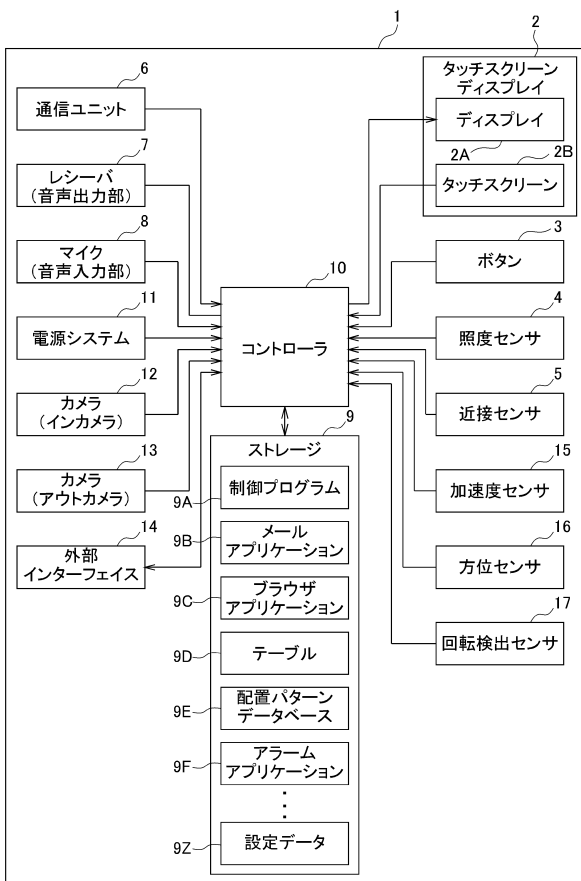 1
6
通信ユニット
7
レシーバ
(音声出力部)
8
マイク
(音声入力部)
11
電源システム
12
カメラ
(インカメラ)
13
カメラ
(アウトカメラ)
14
外部
インターフェイス
10
コントローラ
9
ストレージ
9A
制御プログラム
9B
メール
アプリケーション
9C
ブラウザ
アプリケーション
9D
テーブル
9E
配置パターン
データベース
9F
アラーム
アプリケーション
9Z
設定データ
2
タッチスクリーン
ディスプレイ
ディスプレイ
2A
2B
タッチスクリーン
3
ボタン
4
照度センサ
5
近接センサ
15
加速度センサ
16
方位センサ
17
回転検出センサ